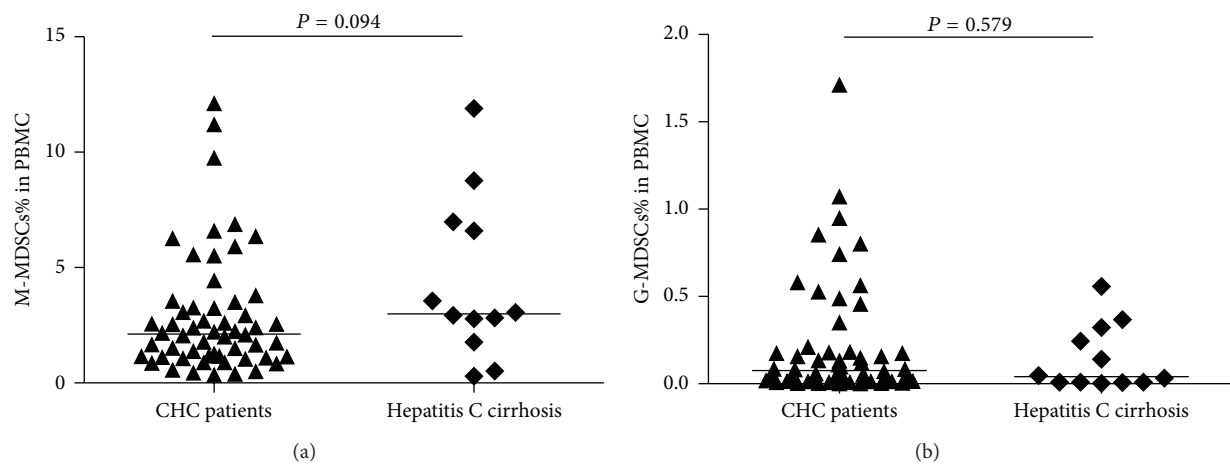 P = 0.094
15
10
5
0
M-MDSCs% in PBMC
CHC patients
Hepatitis C cirrhosis
(a)
P = 0.579
2.0
1.5
1.0
0.5
0.0
G-MDSCs% in PBMC
CHC patients
Hepatitis C cirrhosis
(b)